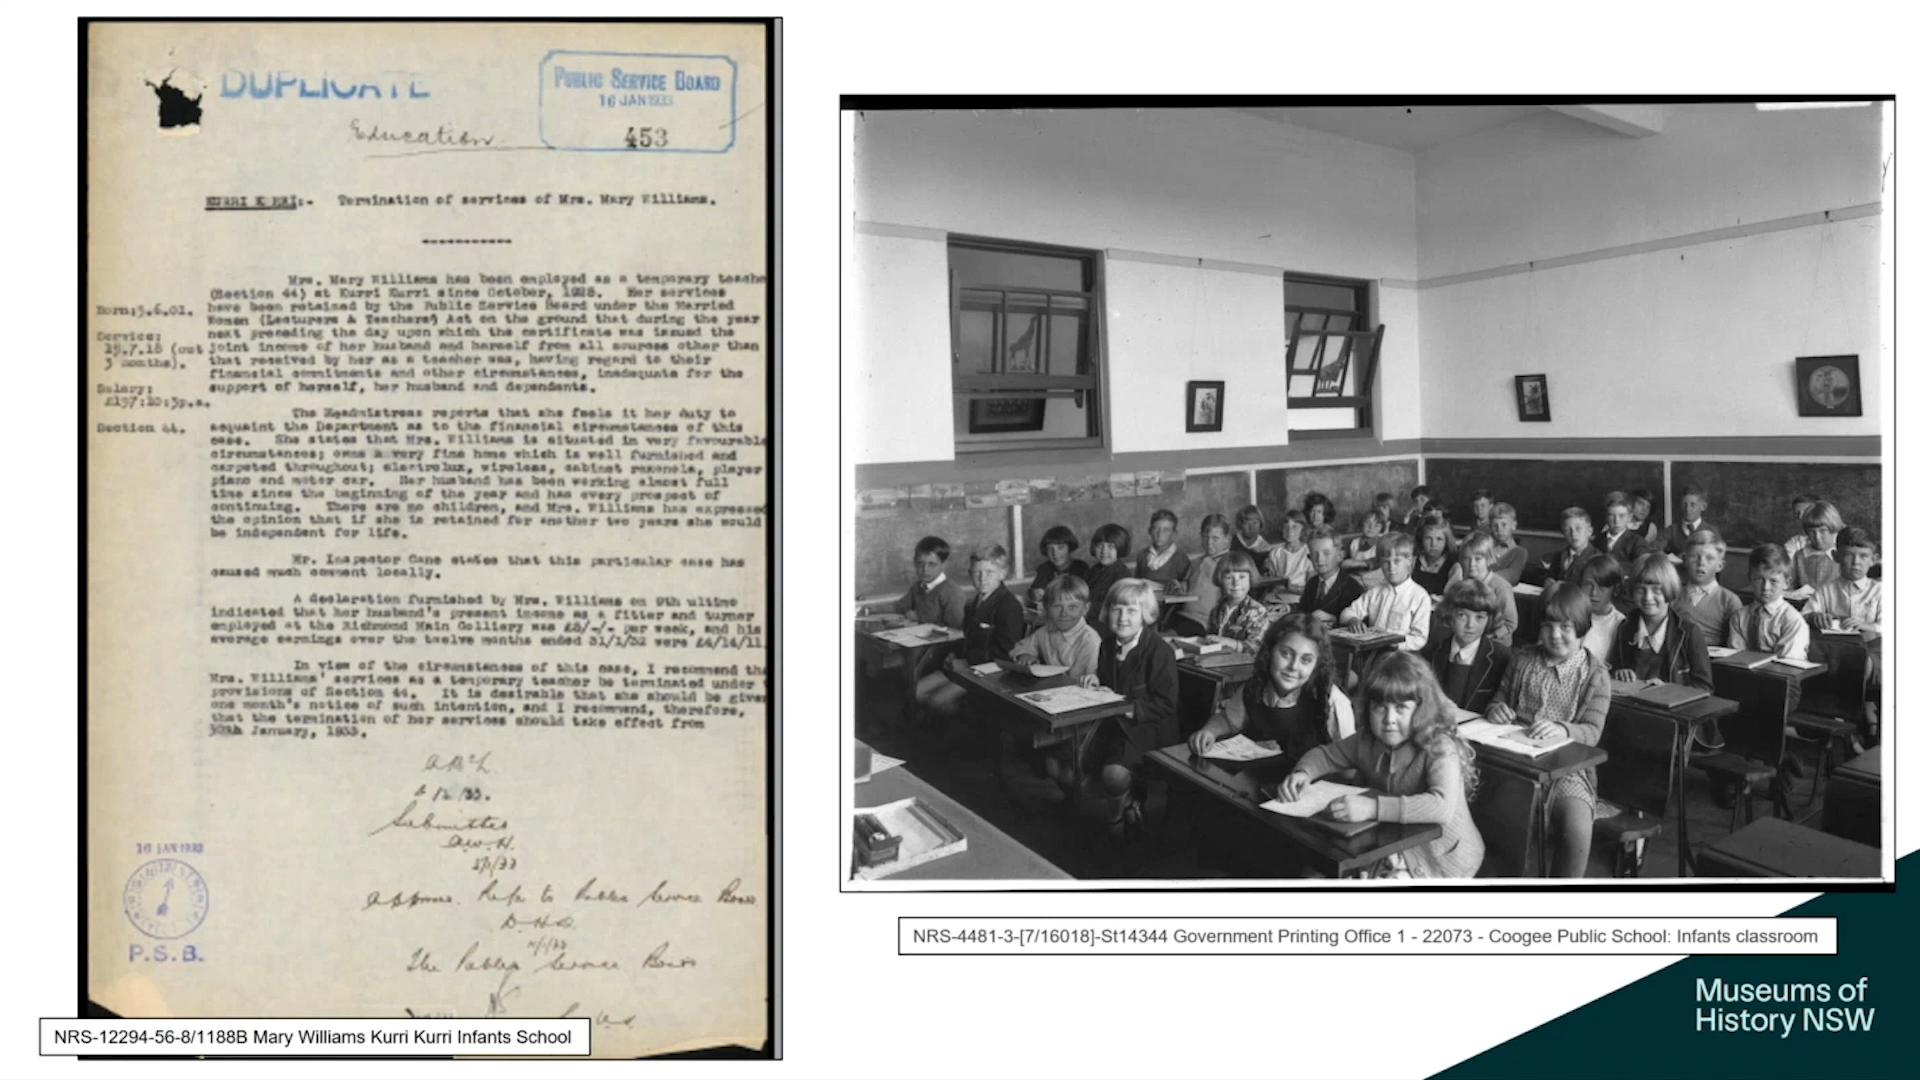 DUPLICATE
PUBLIC SERVICE BOARD
16 JAN 1933
453
Education
KURRI KURRI:- Termination of services of Mrs. Mary Williams.
Mrs. Mary Williams has been employed as a temporary teache
(Section 44) at Kurri Kurri since October, 1928. Her services
have been retained by the Public Service Board under the Married
Women (Lecturers & Teachers) Act on the ground that during the year
next preceding the day upon which the certificate was issued the
joint income of her husband and herself from all sources other than
that received by her as a teacher was, having regard to their
financial commitments and other circumstances, inadequate for the
support of herself, her husband and dependents.
Born:5.6.01.
Service:
3 months).
Salary:
Section 44.
The Headmistress reports that she feels it her duty to
acquaint the Department as to the financial circumstances of this
case. She states that Mrs. Williams is situated in very favourable
circumstances; owns a very fine home which is well furnished and
carpeted throughout; electrolux, wireless, cabinet player
piano and motor car. Her husband has been working almost full
time since the beginning of the year and has every prospect of
continuing. There are no children, and Mrs. Williams has expressed
the opinion that if she is retained for another two years she would
be independent for life.
Mr. Inspector Cane states that this particular case has
caused much comment locally.
A declaration furnished by Mrs. Williams on 9th ultimo
indicated that her husband's present income as a fitter and turner
employed at the Richmond Main Colliery was per week, and his
average earnings over the twelve months ended 31/1/32 were £4/14/11
In view of the circumstances of this case, I recommend tha
Mrs. Williams' services as a temporary teacher be terminated under
provisions of Section 44. It is desirable that she should be given
one month's notice of such intention, and I recommend, therefore,
that the termination of her services should take effect from
30th January, 1933.
Submitted
Approve. Refer to Public Service Board
The Public Service Board
16 JAN 1933
P.S.B.
NRS-12294-56-8/1188B Mary Williams Kurri Kurri Infants School
NRS-4481-3-[7/16018]-St14344 Government Printing Office 1 - 22073 - Coogee Public School: Infants classroom
Museums of
History NSW